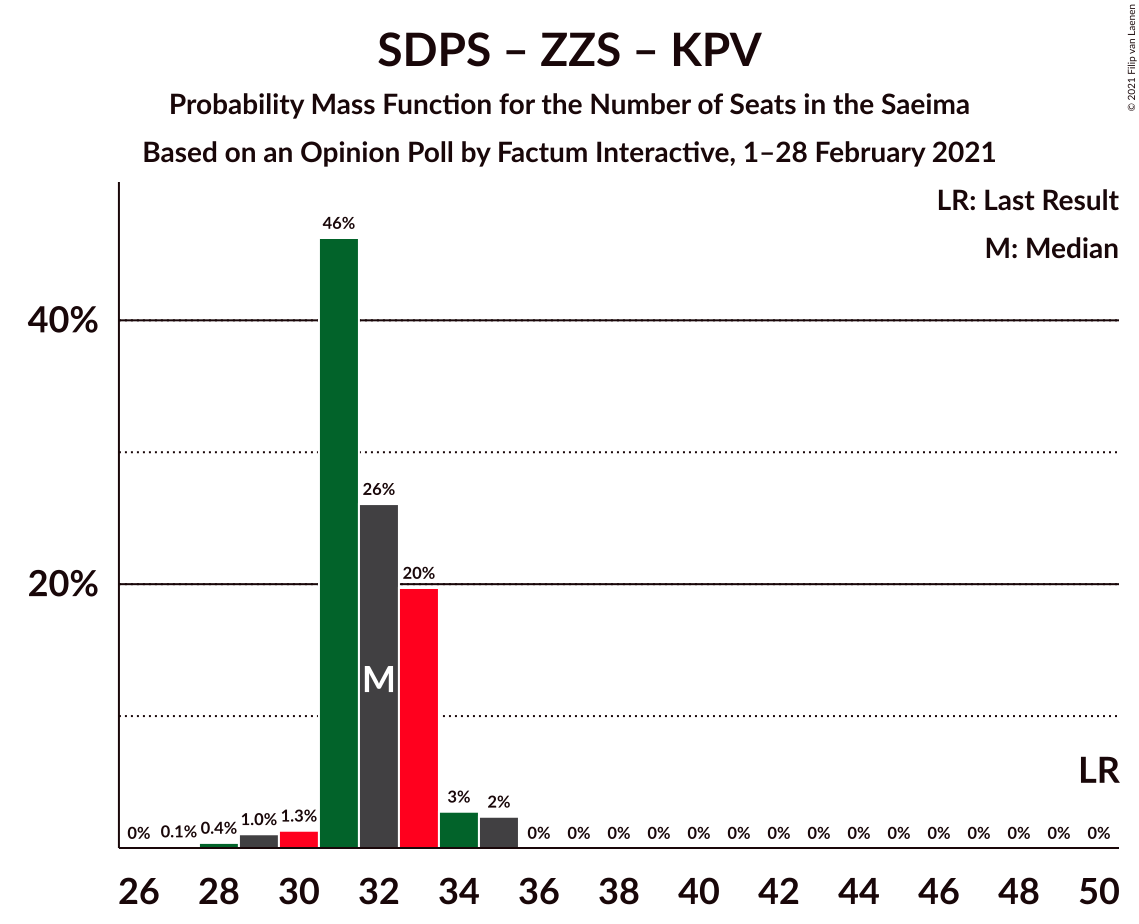 SDPS – ZZS – KPV
Probability Mass Function for the Number of Seats in the Saeima
Based on an Opinion Poll by Factum Interactive, 1–28 February 2021
© 2021 Filip van Laenen
LR: Last Result
M: Median
46%
40%
26%
20%
20%
M
LR
0% 0.1% 0.4% 1.0% 1.3% 3% 2% 0% 0% 0% 0% 0% 0% 0% 0% 0% 0% 0% 0% 0% 0% 0%
26 28 30 32 34 36 38 40 42 44 46 48 50